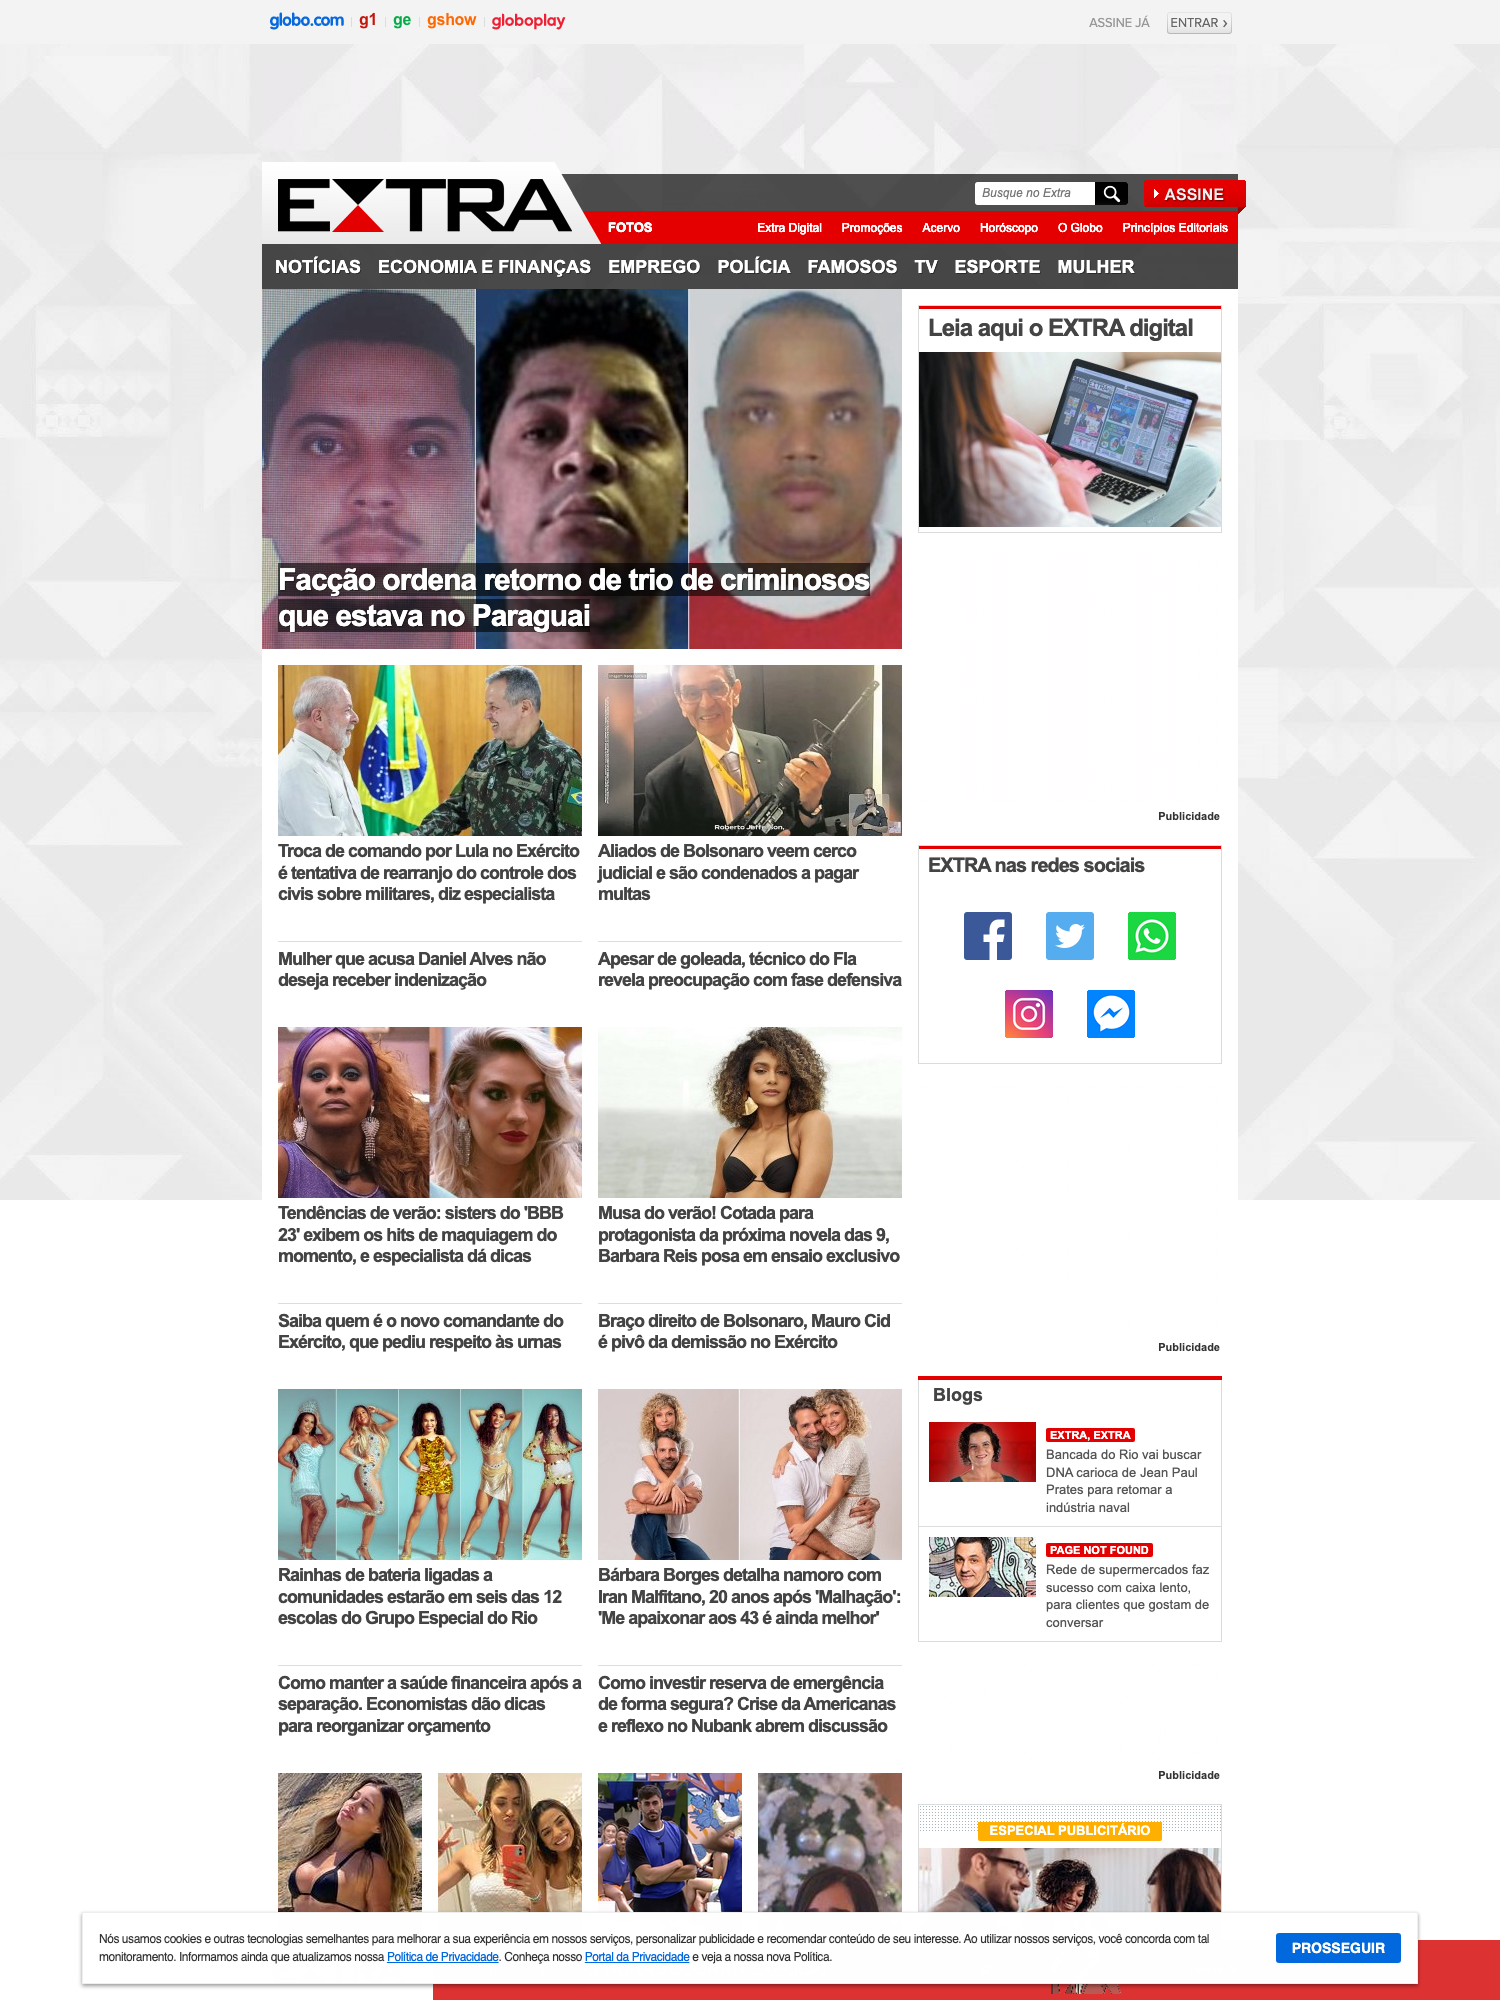 globo.com g1 ge gshow globoplay
ASSINE JÁ ENTRAR ›
EXTRA
Busque no Extra
ASSINE
FOTOS
Extra Digital Promoções Acervo Horóscopo O Globo Princípios Editoriais
NOTÍCIAS ECONOMIA E FINANÇAS EMPREGO POLÍCIA FAMOSOS TV ESPORTE MULHER
Facção ordena retorno de trio de criminosos
que estava no Paraguai
Roberto Jefferson,
Troca de comando por Lula no Exército
é tentativa de rearranjo do controle dos
civis sobre militares, diz especialista
Aliados de Bolsonaro veem cerco
judicial e são condenados a pagar
multas
Mulher que acusa Daniel Alves não
deseja receber indenização
Apesar de goleada, técnico do Fla
revela preocupação com fase defensiva
Tendências de verão: sisters do 'BBB
23' exibem os hits de maquiagem do
momento, e especialista dá dicas
Musa do verão! Cotada para
protagonista da próxima novela das 9,
Barbara Reis posa em ensaio exclusivo
Saiba quem é o novo comandante do
Exército, que pediu respeito às urnas
Braço direito de Bolsonaro, Mauro Cid
é pivô da demissão no Exército
Rainhas de bateria ligadas a
comunidades estarão em seis das 12
escolas do Grupo Especial do Rio
Bárbara Borges detalha namoro com
Iran Malfitano, 20 anos após 'Malhação':
'Me apaixonar aos 43 é ainda melhor'
Como manter a saúde financeira após a
separação. Economistas dão dicas
para reorganizar orçamento
Como investir reserva de emergência
de forma segura? Crise da Americanas
e reflexo no Nubank abrem discussão
Leia aqui o EXTRA digital
Publicidade
EXTRA nas redes sociais
Publicidade
Blogs
EXTRA, EXTRA
Bancada do Rio vai buscar
DNA carioca de Jean Paul
Prates para retomar a
indústria naval
PAGE NOT FOUND
Rede de supermercados faz
sucesso com caixa lento,
para clientes que gostam de
conversar
Publicidade
ESPECIAL PUBLICITÁRIO
Nós usamos cookies e outras tecnologias semelhantes para melhorar a sua experiência em nossos serviços, personalizar publicidade e recomendar conteúdo de seu interesse. Ao utilizar nossos serviços, você concorda com tal
monitoramento. Informamos ainda que atualizamos nossa Política de Privacidade. Conheça nosso Portal da Privacidade e veja a nossa nova Política.
PROSSEGUIR